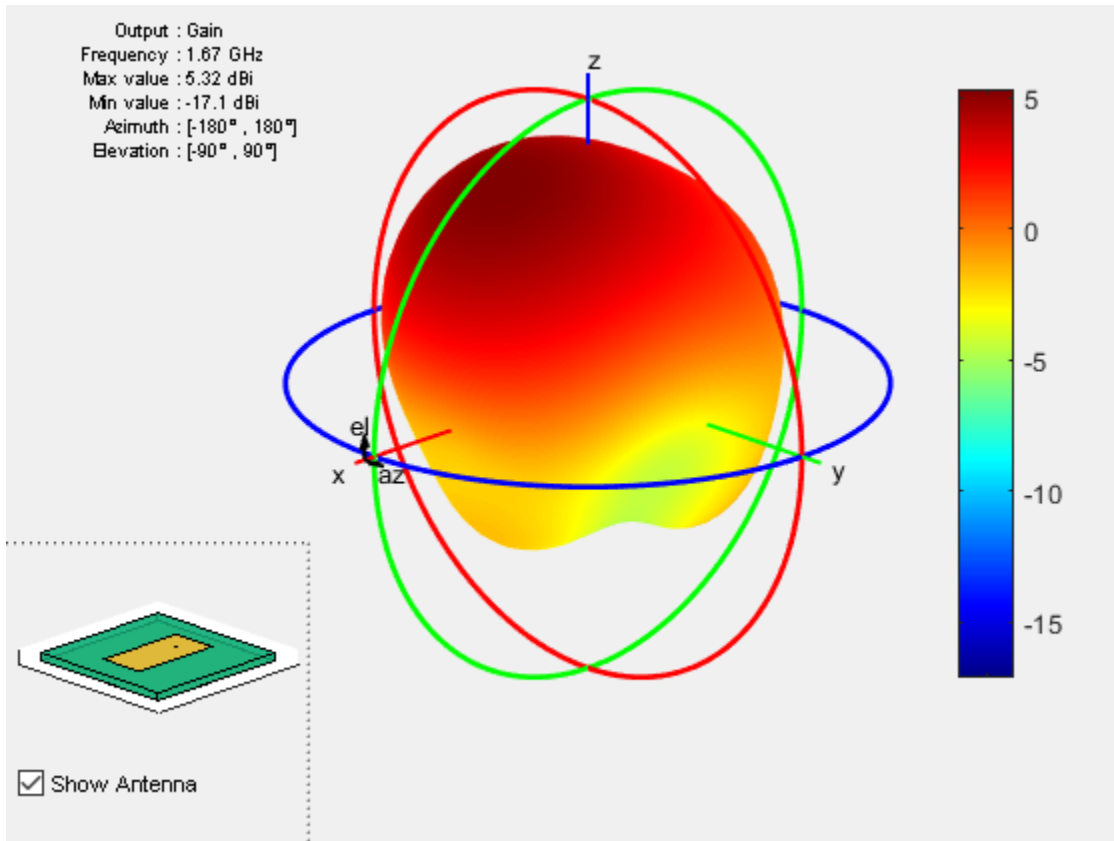 Output : Gain
Frequency : 1.67 GHz
Max value : 5.32 dBi
Min value : -17.1 dBi
Azimuth : [-180° , 180°]
Elevation : [-90° , 90°]
z
5
0
-5
-10
-15
el
x
az
y
Show Antenna